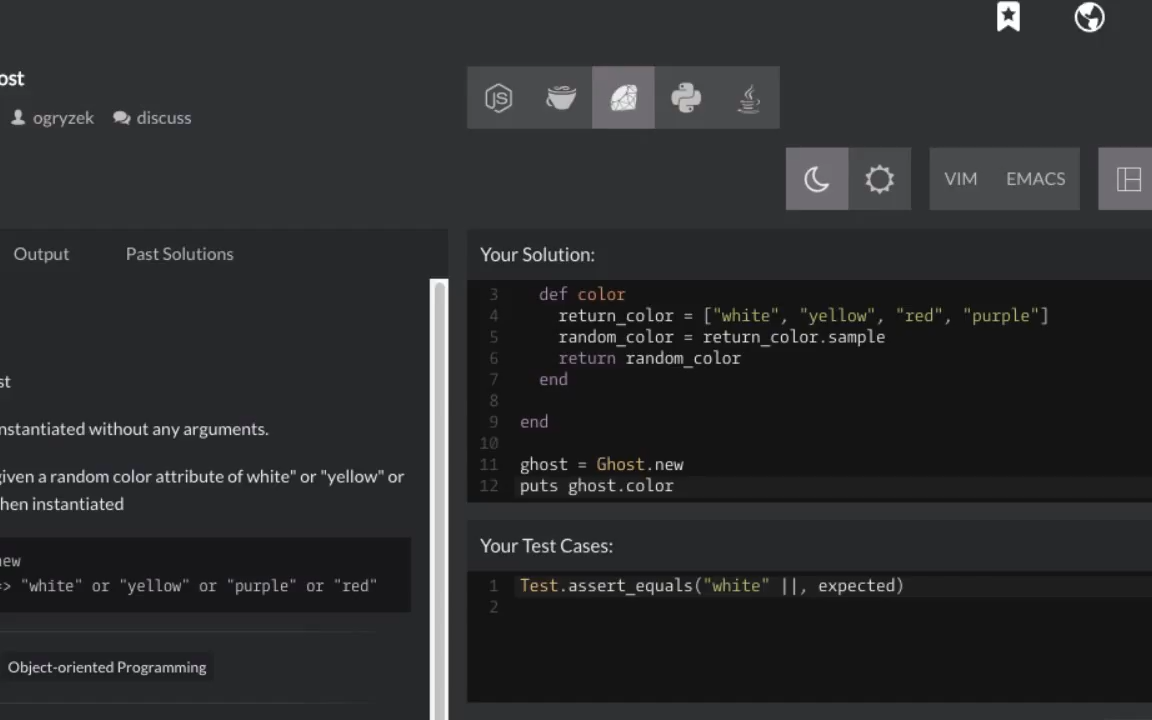 ost
ogryzek discuss
JS
VIM EMACS
Output Past Solutions
st
nstantiated without any arguments.
given a random color attribute of white" or "yellow" or
hen instantiated
new
=> "white" or "yellow" or "purple" or "red"
Object-oriented Programming
Your Solution:
3 def color
4 return_color = ["white", "yellow", "red", "purple"]
5 random_color = return_color.sample
6 return random_color
7 end
8
9 end
10
11 ghost = Ghost.new
12 puts ghost.color
Your Test Cases:
1 Test.assert_equals("white" ||, expected)
2